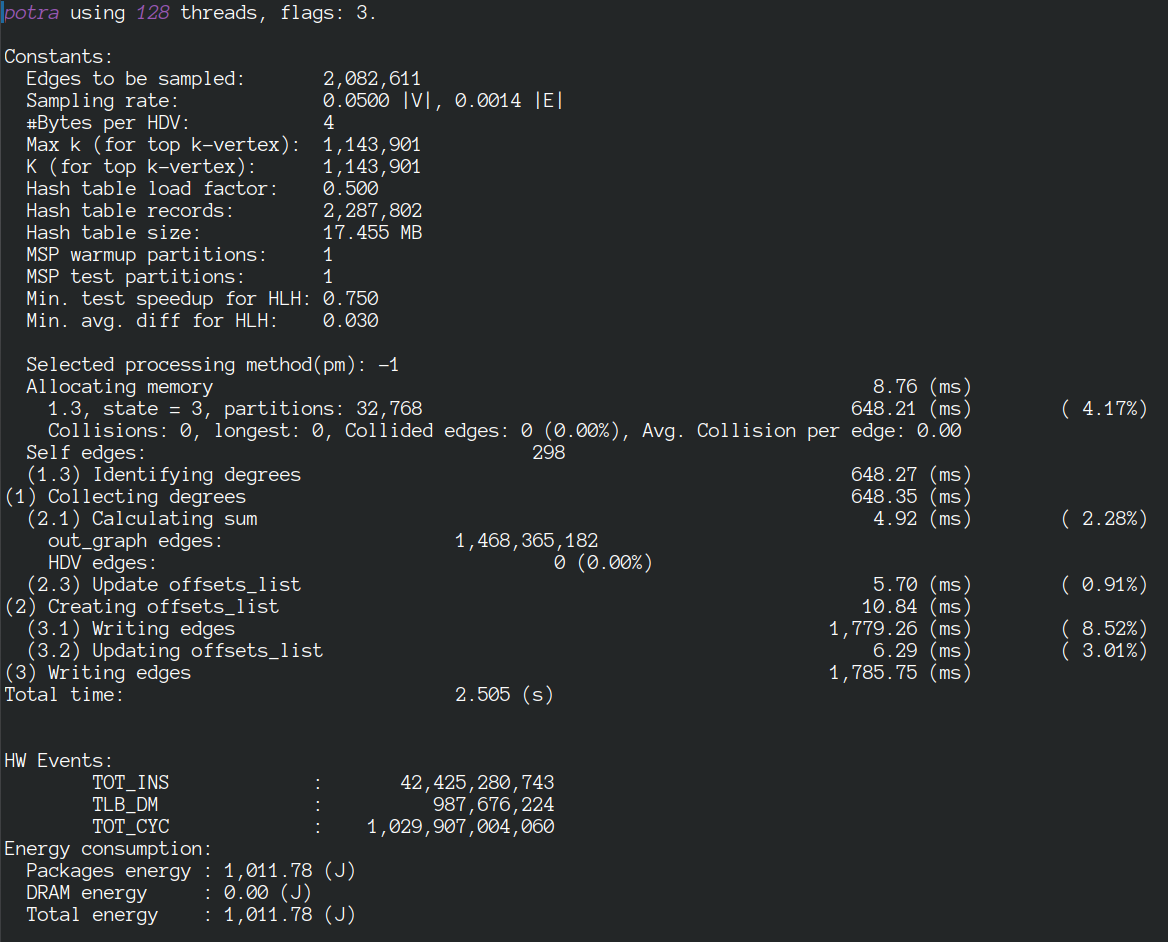 potra using 128 threads, flags: 3.
Constants:
Edges to be sampled: 2,082,611
Sampling rate: 0.0500 |V|, 0.0014 |E|
#Bytes per HDV: 4
Max k (for top k-vertex): 1,143,901
K (for top k-vertex): 1,143,901
Hash table load factor: 0.500
Hash table records: 2,287,802
Hash table size: 17.455 MB
MSP warmup partitions: 1
MSP test partitions: 1
Min. test speedup for HLH: 0.750
Min. avg. diff for HLH: 0.030
Selected processing method(pm): -1
Allocating memory 8.76 (ms)
1.3, state = 3, partitions: 32,768 648.21 (ms) ( 4.17%)
Collisions: 0, longest: 0, Collided edges: 0 (0.00%), Avg. Collision per edge: 0.00
Self edges: 298
(1.3) Identifying degrees 648.27 (ms)
(1) Collecting degrees 648.35 (ms)
(2.1) Calculating sum 4.92 (ms) ( 2.28%)
out_graph edges: 1,468,365,182
HDV edges: 0 (0.00%)
(2.3) Update offsets_list 5.70 (ms) ( 0.91%)
(2) Creating offsets_list 10.84 (ms)
(3.1) Writing edges 1,779.26 (ms) ( 8.52%)
(3.2) Updating offsets_list 6.29 (ms) ( 3.01%)
(3) Writing edges 1,785.75 (ms)
Total time: 2.505 (s)
HW Events:
TOT_INS : 42,425,280,743
TLB_DM : 987,676,224
TOT_CYC : 1,029,907,004,060
Energy consumption:
Packages energy : 1,011.78 (J)
DRAM energy : 0.00 (J)
Total energy : 1,011.78 (J)